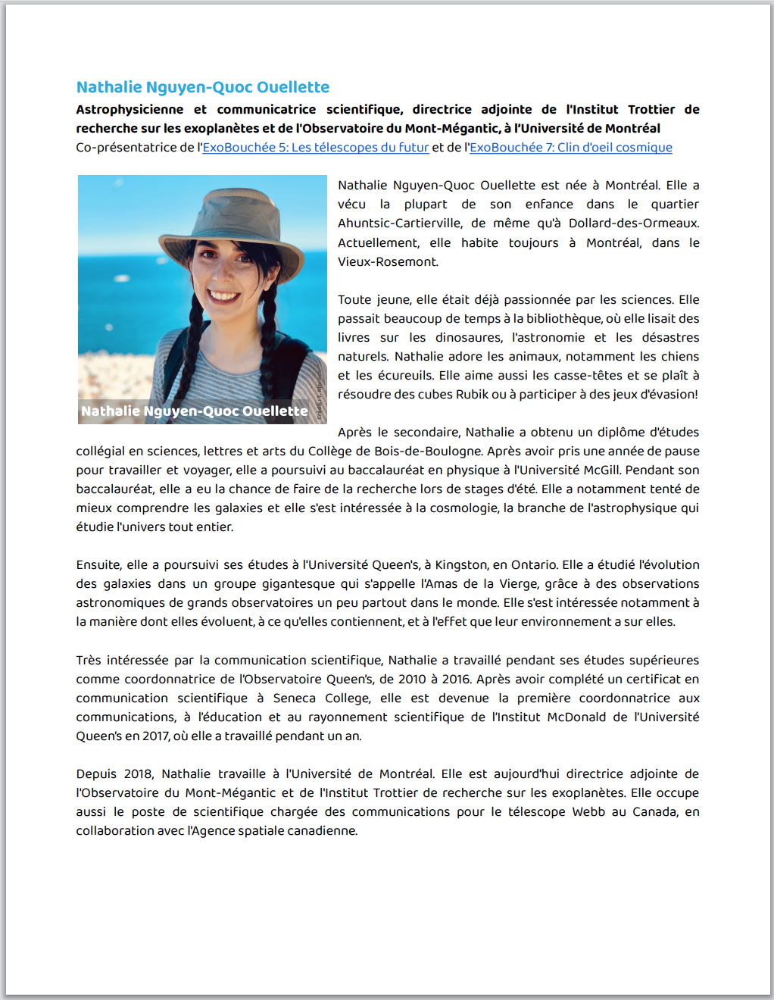 Nathalie Nguyen-Quoc Ouellette
Astrophysicienne et communicatrice scientifique, directrice adjointe de l'Institut Trottier de
recherche sur les exoplanètes et de l'Observatoire du Mont-Mégantic, à l'Université de Montréal
Co-présentatrice de l'ExoBouchée 5: Les télescopes du futur et de l'ExoBouchée 7: Clin d'oeil cosmique
Nathalie Nguyen-Quoc Ouellette est née à Montréal. Elle a
vécu la plupart de son enfance dans le quartier
Ahuntsic-Cartierville, de même qu'à Dollard-des-Ormeaux.
Actuellement, elle habite toujours à Montréal, dans le
Vieux-Rosemont.
Toute jeune, elle était déjà passionnée par les sciences. Elle
passait beaucoup de temps à la bibliothèque, où elle lisait des
livres sur les dinosaures, l'astronomie et les désastres
naturels. Nathalie adore les animaux, notamment les chiens
et les écureuils. Elle aime aussi les casse-têtes et se plaît à
résoudre des cubes Rubik ou à participer à des jeux d'évasion!
Nathalie Nguyen-Quoc Ouellette
Après le secondaire, Nathalie a obtenu un diplôme d'études
collégial en sciences, lettres et arts du Collège de Bois-de-Boulogne. Après avoir pris une année de pause
pour travailler et voyager, elle a poursuivi au baccalauréat en physique à l'Université McGill. Pendant son
baccalauréat, elle a eu la chance de faire de la recherche lors de stages d'été. Elle a notamment tenté de
mieux comprendre les galaxies et elle s'est intéressée à la cosmologie, la branche de l'astrophysique qui
étudie l'univers tout entier.
Ensuite, elle a poursuivi ses études à l'Université Queen's, à Kingston, en Ontario. Elle a étudié l'évolution
des galaxies dans un groupe gigantesque qui s'appelle l'Amas de la Vierge, grâce à des observations
astronomiques de grands observatoires un peu partout dans le monde. Elle s'est intéressée notamment à
la manière dont elles évoluent, à ce qu'elles contiennent, et à l'effet que leur environnement a sur elles.
Très intéressée par la communication scientifique, Nathalie a travaillé pendant ses études supérieures
comme coordonnatrice de l'Observatoire Queen's, de 2010 à 2016. Après avoir complété un certificat en
communication scientifique à Seneca College, elle est devenue la première coordonnatrice aux
communications, à l'éducation et au rayonnement scientifique de l'Institut McDonald de l'Université
Queen's en 2017, où elle a travaillé pendant un an.
Depuis 2018, Nathalie travaille à l'Université de Montréal. Elle est aujourd'hui directrice adjointe de
l'Observatoire du Mont-Mégantic et de l'Institut Trottier de recherche sur les exoplanètes. Elle occupe
aussi le poste de scientifique chargée des communications pour le télescope Webb au Canada, en
collaboration avec l'Agence spatiale canadienne.